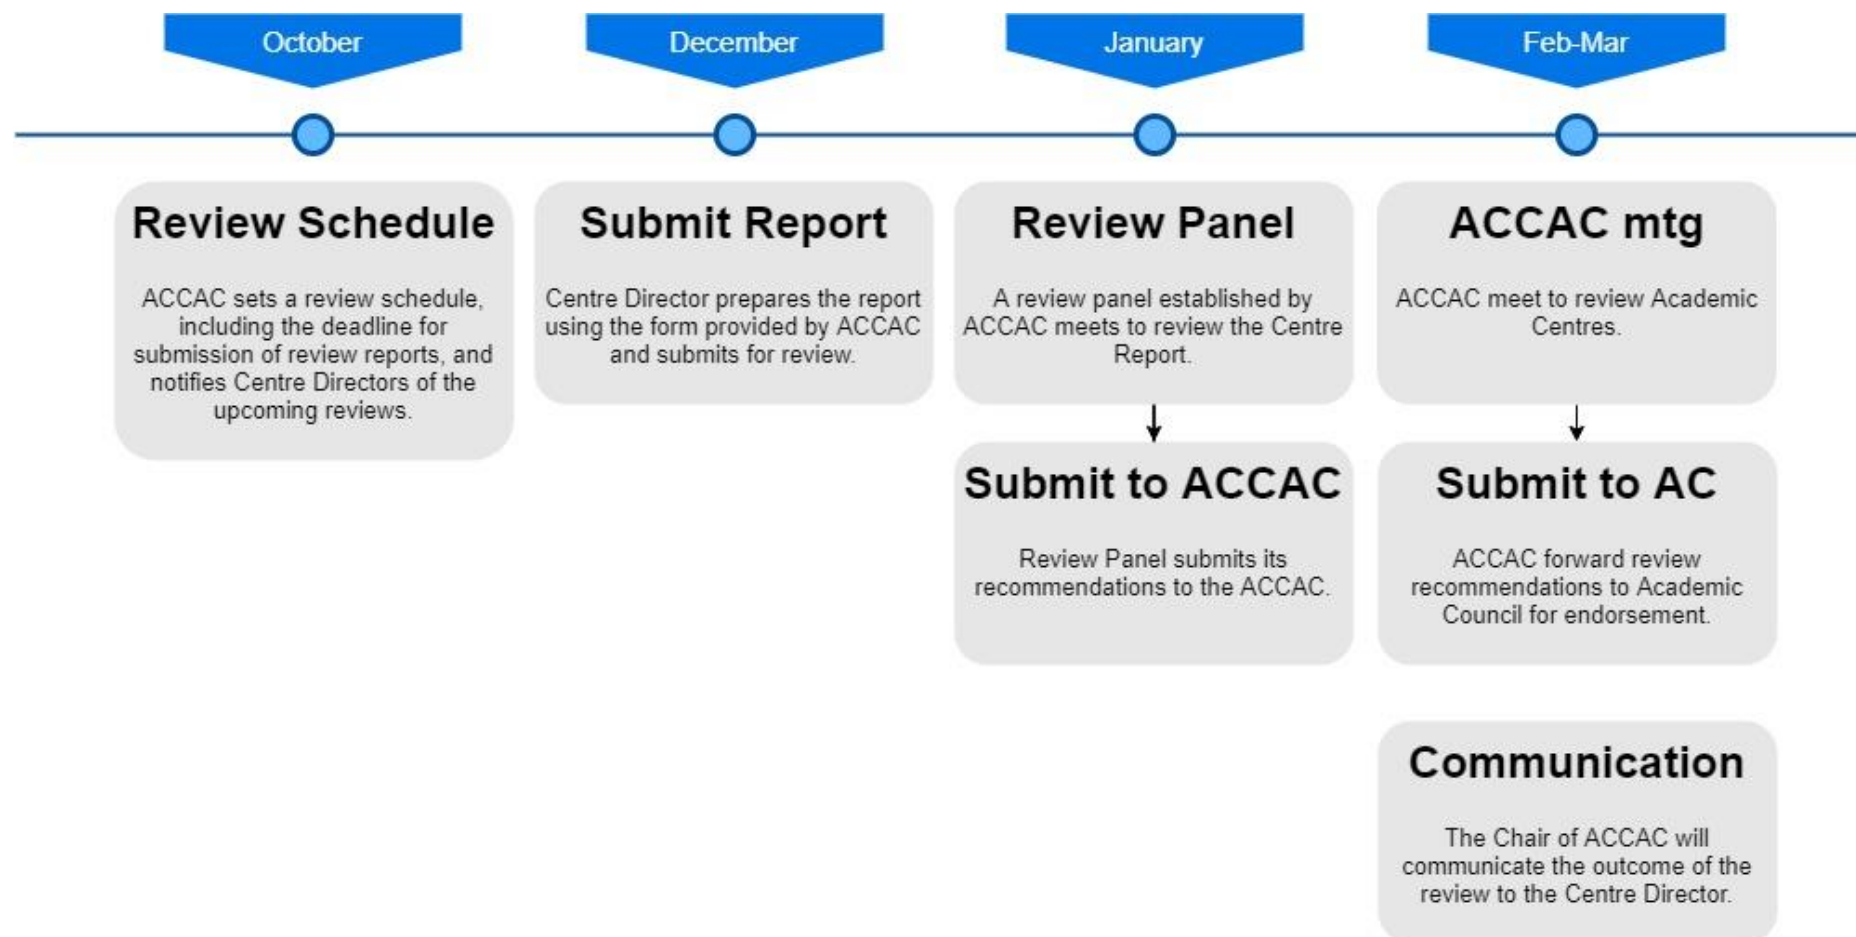 October
December
January
Feb-Mar
Review Schedule
ACCAC sets a review schedule,
including the deadline for
submission of review reports, and
notifies Centre Directors of the
upcoming reviews.
Submit Report
Centre Director prepares the report
using the form provided by ACCAC
and submits for review.
Review Panel
A review panel established by
ACCAC meets to review the Centre
Report.
Submit to ACCAC
Review Panel submits its
recommendations to the ACCAC.
ACCAC mtg
ACCAC meet to review Academic
Centres.
Submit to AC
ACCAC forward review
recommendations to Academic
Council for endorsement.
Communication
The Chair of ACCAC will
communicate the outcome of the
review to the Centre Director.